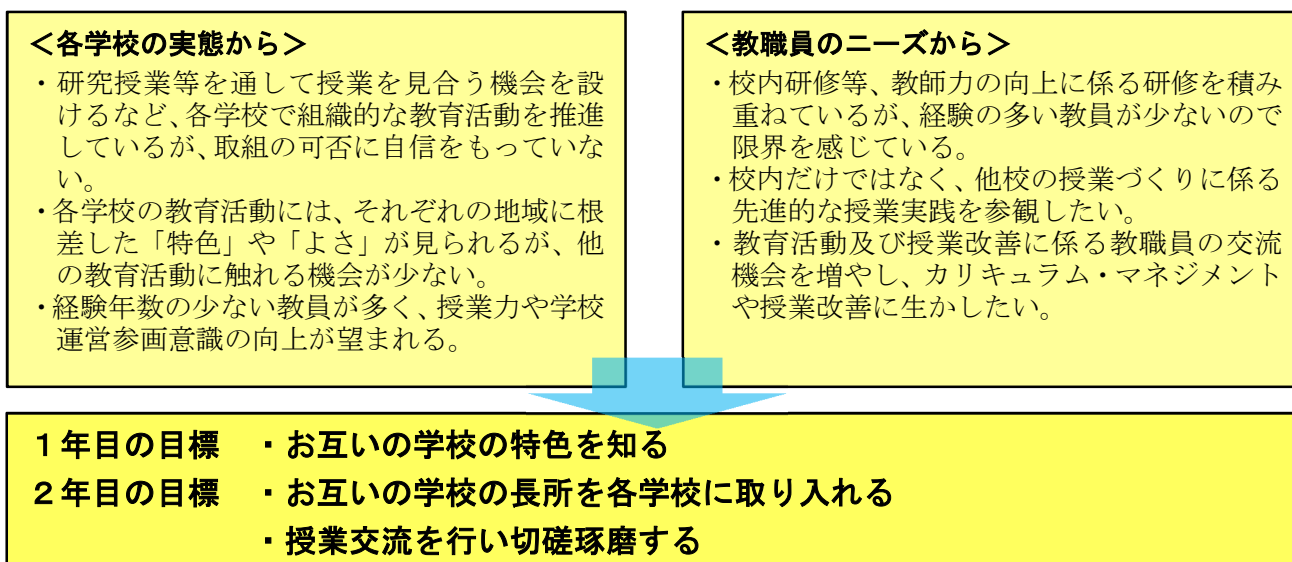 ＜各学校の実態から＞
・研究授業等を通して授業を見合う機会を設
けるなど、各学校で組織的な教育活動を推進
しているが、取組の可否に自信をもっていな
い。
・各学校の教育活動には、それぞれの地域に根
差した「特色」や「よさ」が見られるが、他
の教育活動に触れる機会が少ない。
・経験年数の少ない教員が多く、授業力や学校
運営参画意識の向上が望まれる。
＜教職員のニーズから＞
・校内研修等、教師力の向上に係る研修を積み
重ねているが、経験の多い教員が少ないので
限界を感じている。
・校内だけではなく、他校の授業づくりに係る
先進的な授業実践を参観したい。
・教育活動及び授業改善に係る教職員の交流
機会を増やし、カリキュラム・マネジメント
や授業改善に生かしたい。
１年目の目標　・お互いの学校の特色を知る
２年目の目標　・お互いの学校の長所を各学校に取り入れる
・授業交流を行い切磋琢磨する